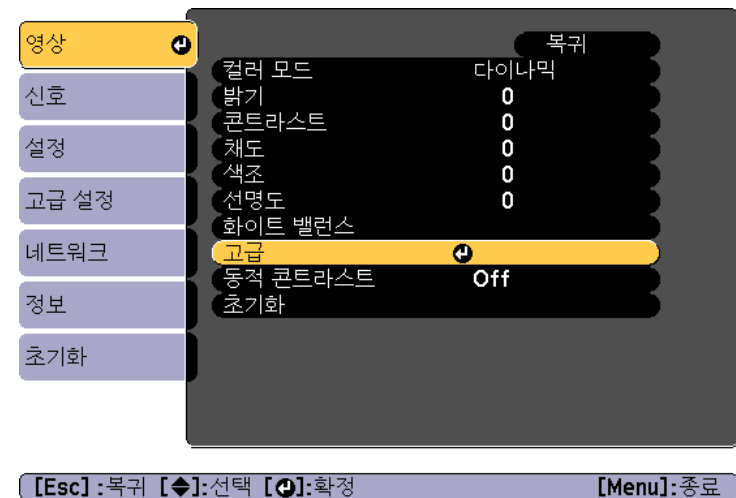 영상
신호
설정
고급 설정
네트워크
정보
초기화
복귀
컬러 모드 다이나믹
밝기 0
콘트라스트 0
채도 0
색조 0
선명도 0
화이트 밸런스
고급
동적 콘트라스트 Off
초기화
[Esc] :복귀 [◆]:선택 [⏎]:확정 [Menu]:종료